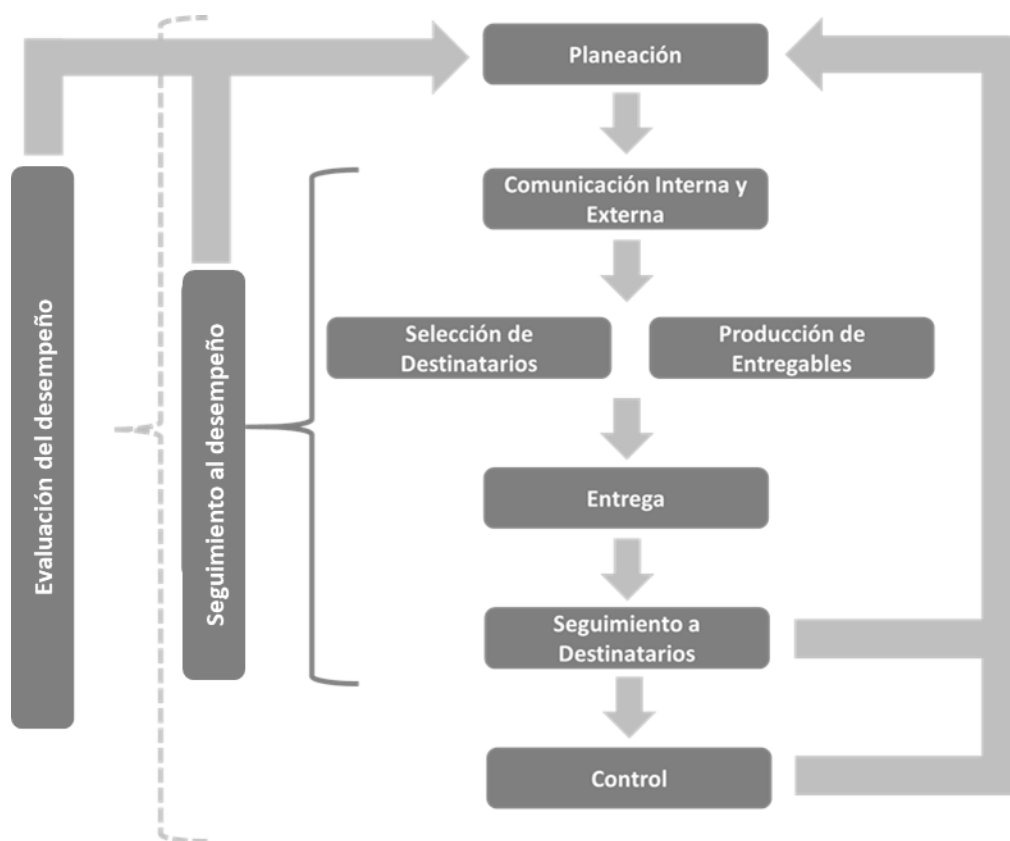 Planeación
Comunicación Interna y
Externa
Selección de
Destinatarios
Producción de
Entregables
Entrega
Seguimiento a
Destinatarios
Control
Evaluación del desempeño
Seguimiento al desempeño